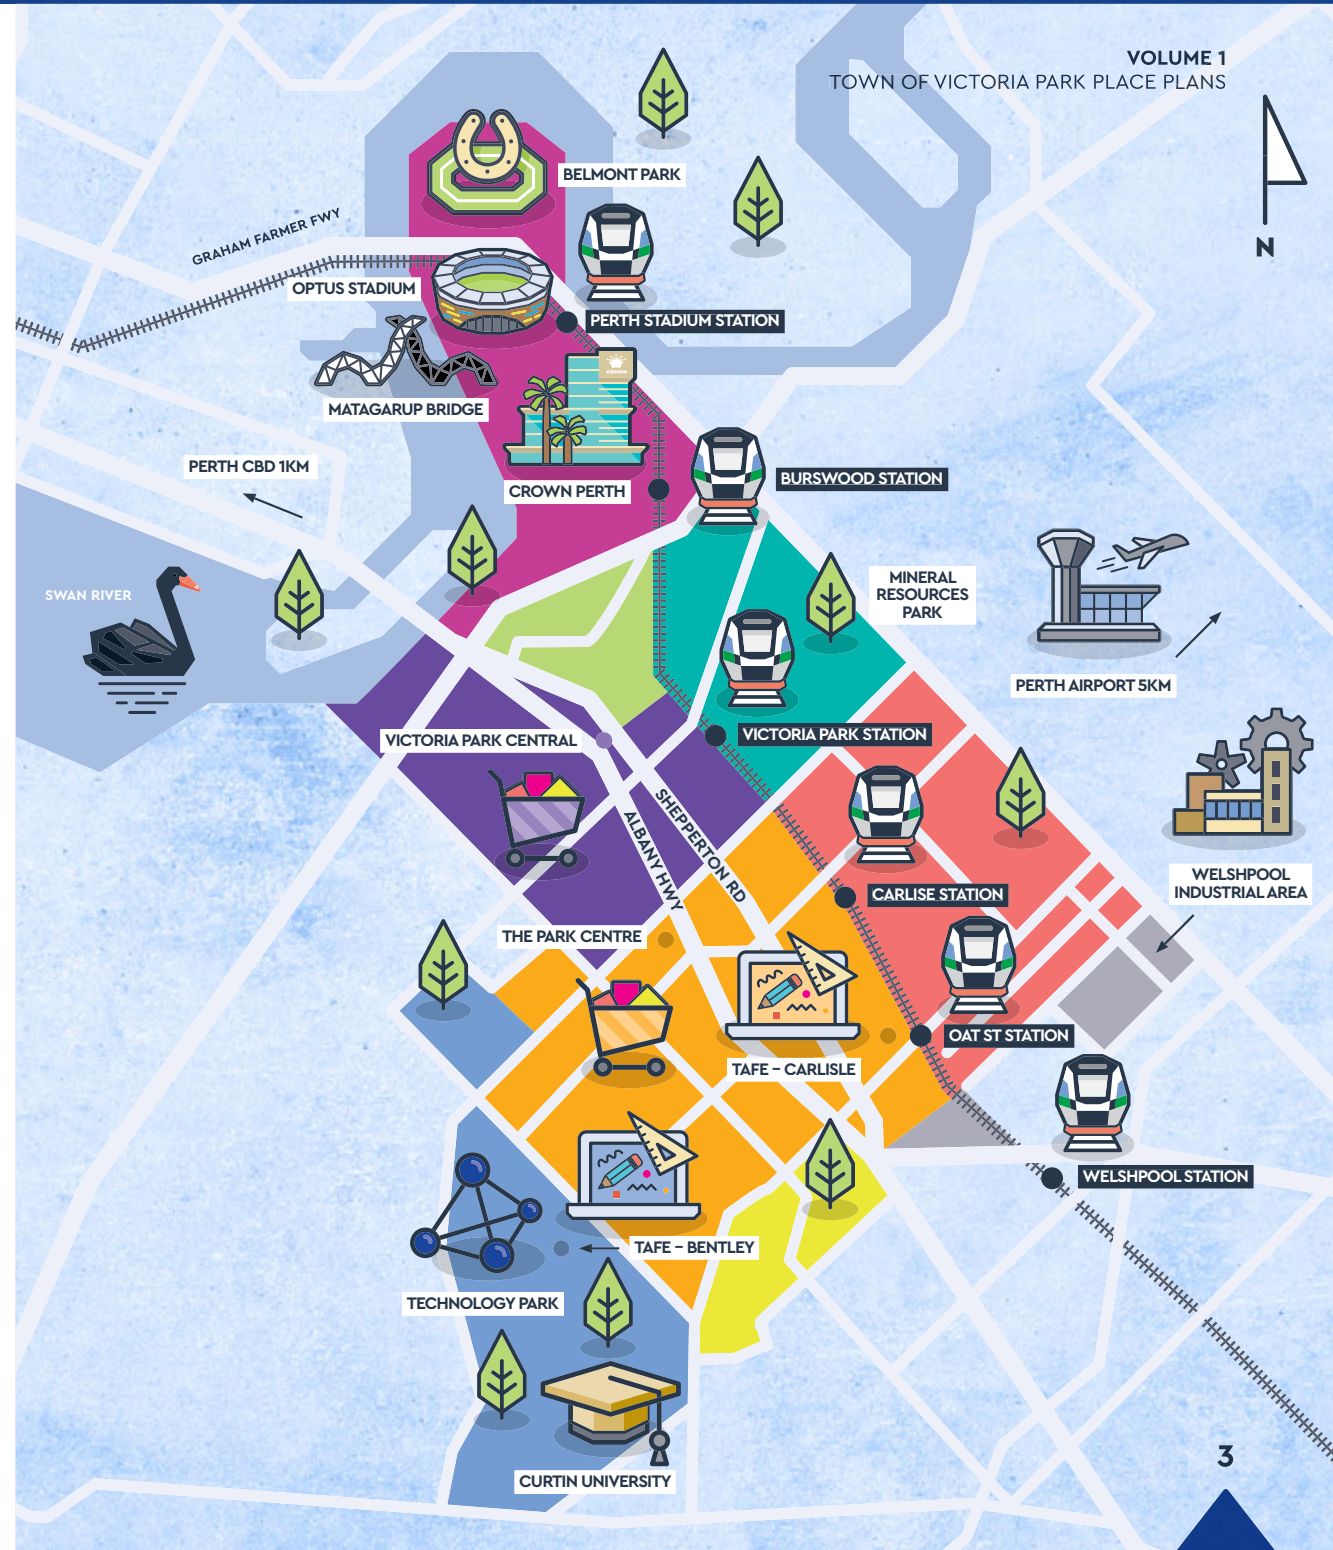 VOLUME 1
TOWN OF VICTORIA PARK PLACE PLANS
BELMONT PARK
GRAHAM FARMER FWY
N
OPTUS STADIUM
PERTH STADIUM STATION
CROWN
MATAGARUP BRIDGE
PERTH CBD 1KM
BURSWOOD STATION
CROWN PERTH
MINERAL
RESOURCES
PARK
SWAN RIVER
PERTH AIRPORT 5KM
VICTORIA PARK STATION
VICTORIA PARK CENTRAL
SHEPPERTON RD
ALBANY HWY
WELSHPOOL
INDUSTRIAL AREA
CARLISE STATION
THE PARK CENTRE
OAT ST STATION
TAFE – CARLISLE
WELSHPOOL STATION
TAFE – BENTLEY
TECHNOLOGY PARK
CURTIN UNIVERSITY
3